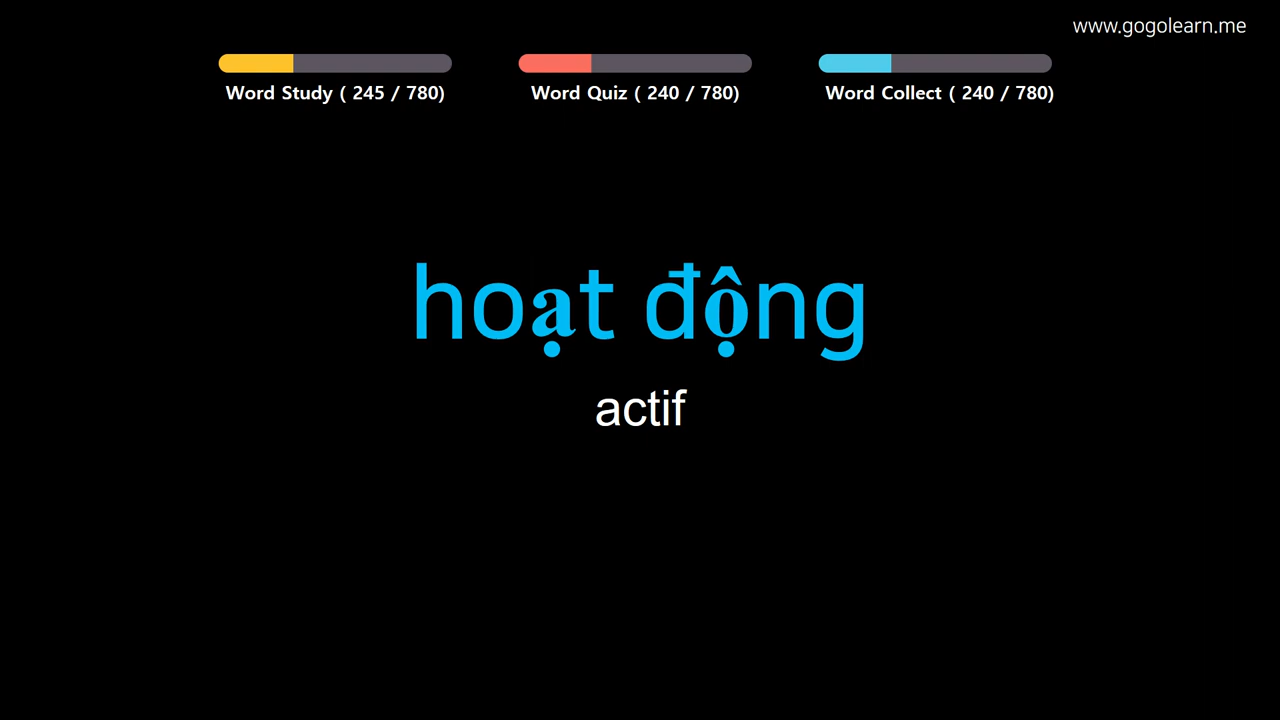 www.gogolearn.me
Word Study ( 245 / 780)
Word Quiz ( 240 / 780)
Word Collect ( 240 / 780)
hoạt động
actif